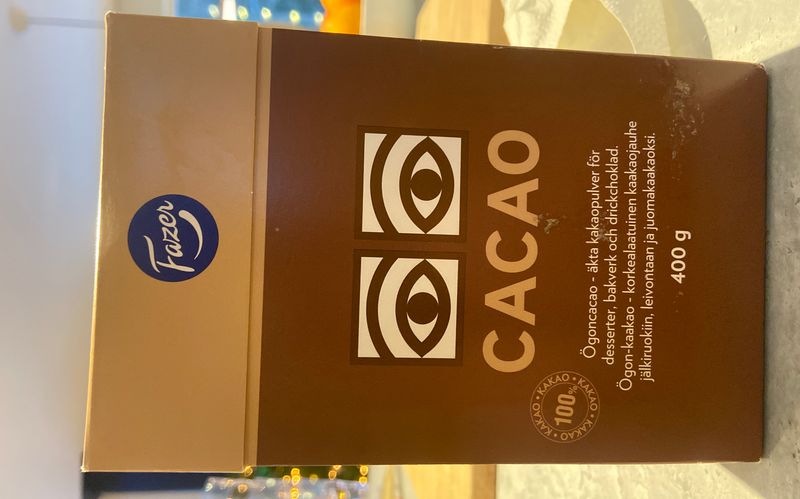 Fazer
CACAO
100%
KAKAO • KAKAO • KAKAO • KAKAO •
Ögoncacao - äkta kakaopulver för
desserter, bakverk och drickchoklad.
Ögon-kaakao - korkealaatuinen kaakaojauhe
jälkiruokiin, leivontaan ja juomakaakaoksi.
400 g